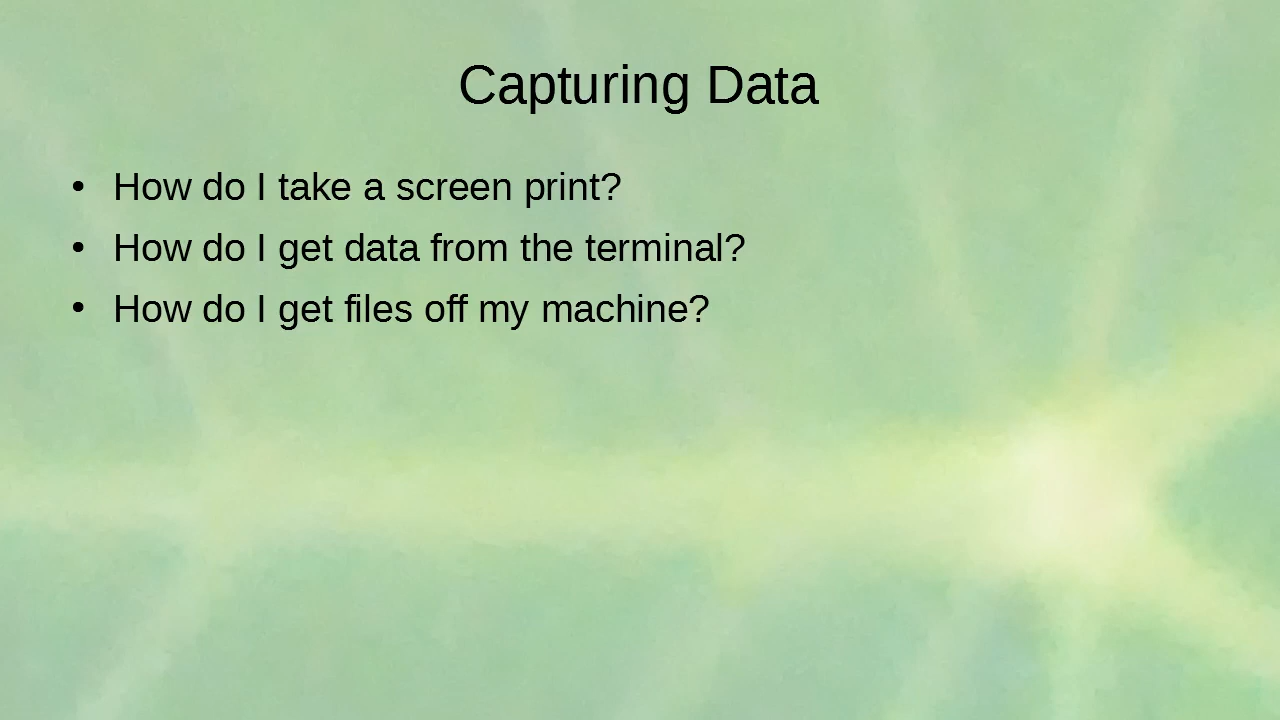 Capturing Data
• How do I take a screen print?
• How do I get data from the terminal?
• How do I get files off my machine?